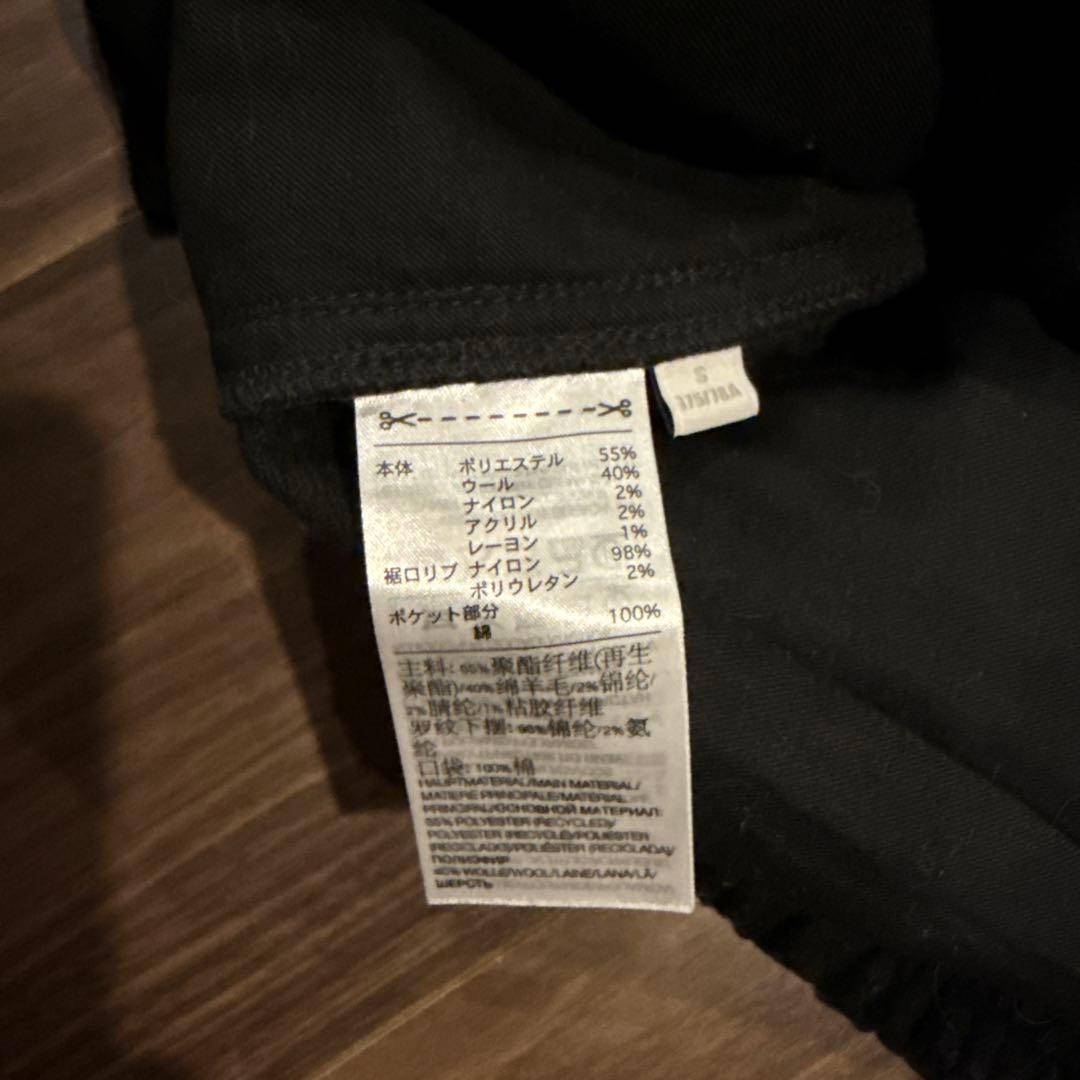 S
175/78A
本体 ポリエステル 55%
ウール 40%
ナイロン 2%
アクリル 2%
レーヨン 1%
裾口リブ ナイロン 98%
ポリウレタン 2%
ポケット部分
綿 100%
主料: 55%聚酯纤维(再生
聚酯)/40%绵羊毛/2%锦纶/
2%腈纶/1%粘胶纤维
罗纹下摆: 98%锦纶/2%氨
纶
口袋: 100%棉
HAUPTMATERIAL/MAIN MATERIAL/
MATIERE PRINCIPALE/MATERIAL
PRINCIPAL/ОСНОВНОЙ МАТЕРИАЛ:
55% POLYESTER (RECYCLED)/
POLYESTER (RECYCLE)/POLIESTER
(RECICLADO)/POLIÉSTER (RECICLADA)/
ПОЛИЭФИР
40% WOLLE/WOOL/LAINE/LANA/LÃ/
ШЕРСТЬ